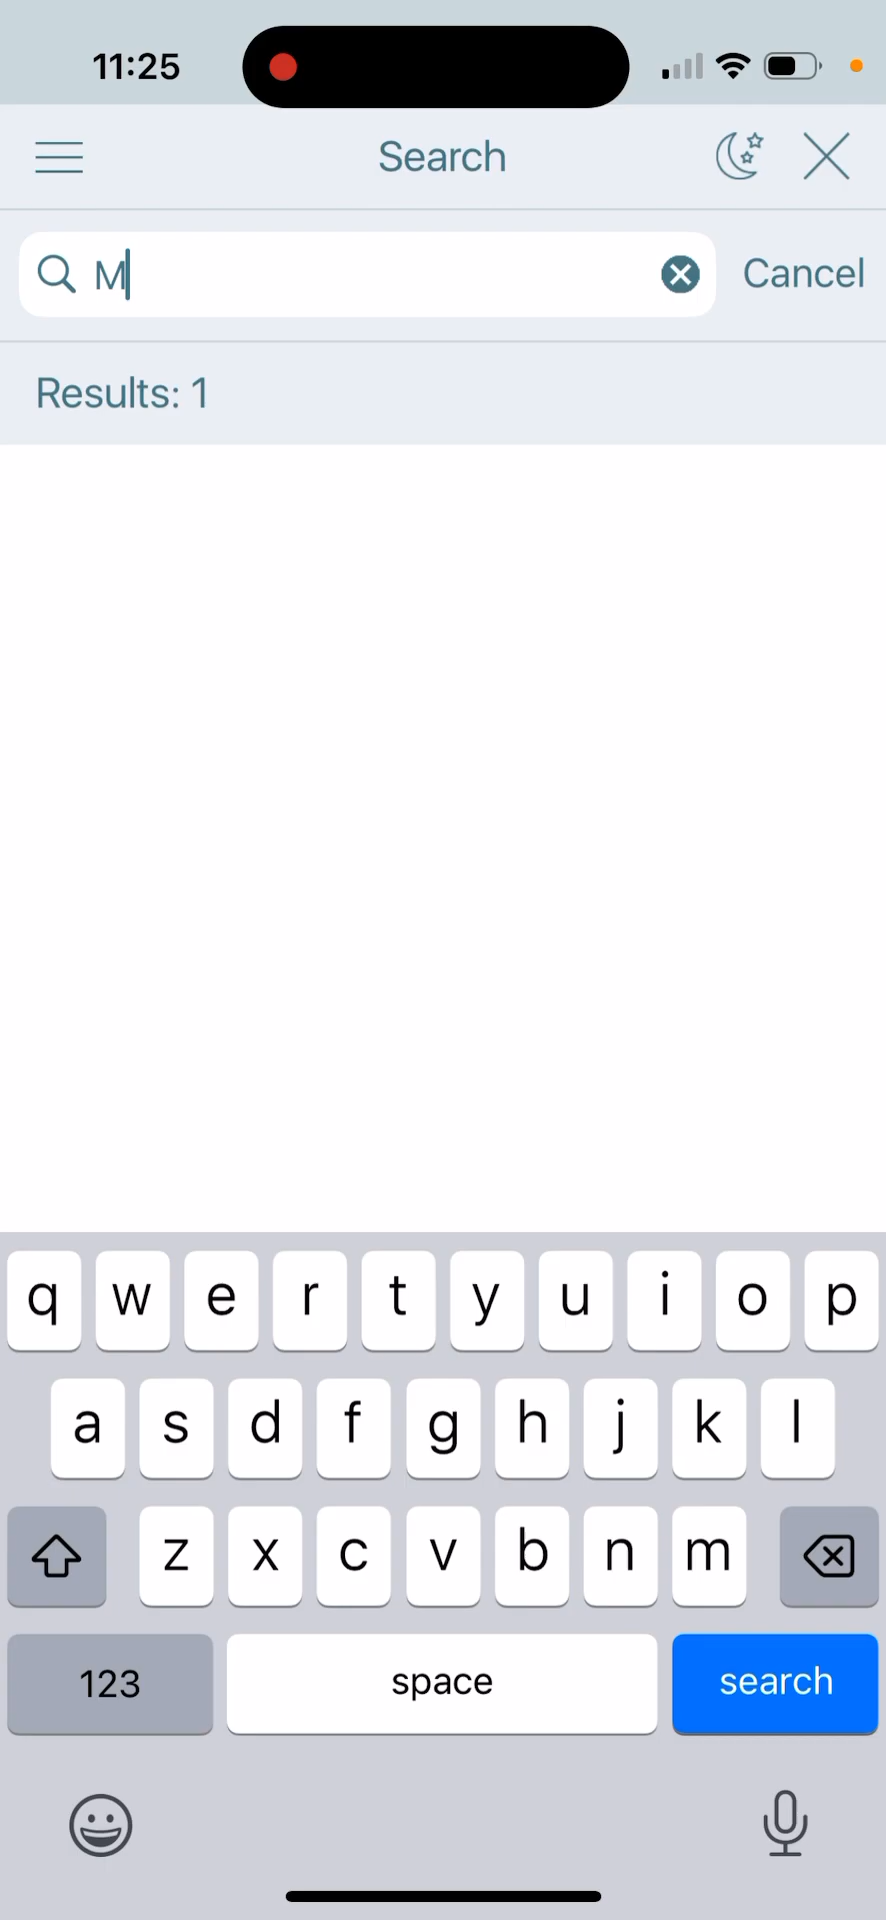 11:25
Search
M
Cancel
Results: 1
q w e r t y u i o p
a s d f g h j k l
z x c v b n m
123 space search